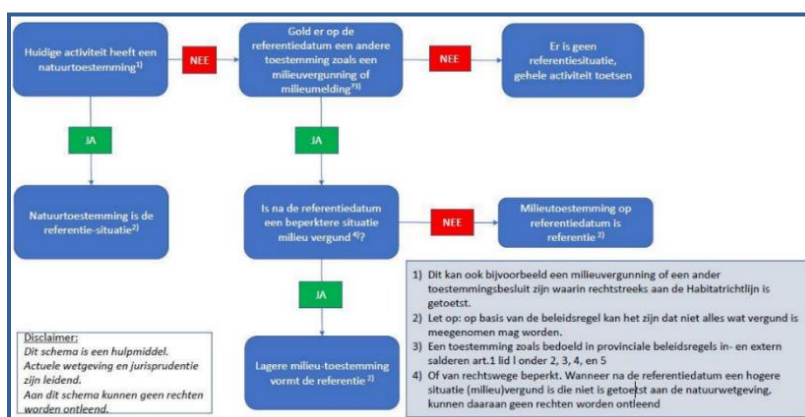 Huidige activiteit heeft een
natuurtoestemming1)
NEE
Gold er op de
referentiedatum een andere
toestemming zoals een
milieuvergunning of
milieumelding?3)
NEE
Er is geen
referentiesituatie,
gehele activiteit toetsen
JA
JA
Natuurtoestemming is de
referentie-situatie2)
Is na de referentiedatum
een beperktere situatie
milieu vergund 4)?
NEE
Milieutoestemming op
referentiedatum is
referentie 2)
JA
Lagere milieu-toestemming
vormt de referentie 2)
Disclaimer:
Dit schema is een hulpmiddel.
Actuele wetgeving en jurisprudentie
zijn leidend.
Aan dit schema kunnen geen rechten
worden ontleend.
1) Dit kan ook bijvoorbeeld een milieuvergunning of een ander
toestemmingsbesluit zijn waarin rechtstreeks aan de Habitatrichtlijn is
getoetst.
2) Let op: op basis van de beleidsregel kan het zijn dat niet alles wat vergund is
meegenomen mag worden.
3) Een toestemming zoals bedoeld in provinciale beleidsregels in- en extern
salderen art.1 lid l onder 2, 3, 4, en 5
4) Of van rechtswege beperkt. Wanneer na de referentiedatum een hogere
situatie (milieu)vergund is die niet is getoetst aan de natuurwetgeving,
kunnen daaraan geen rechten worden ontleend